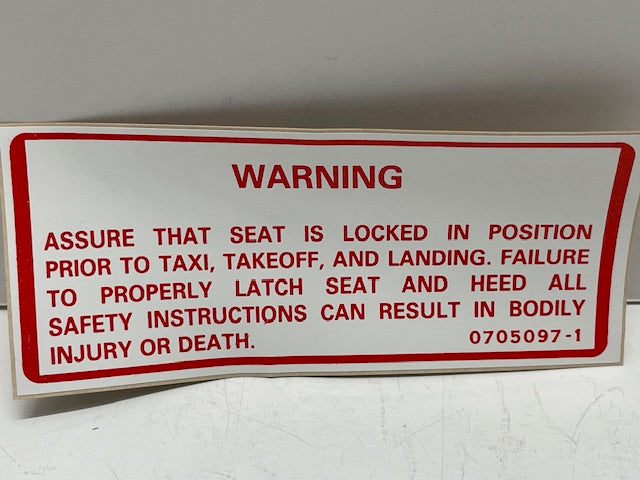 WARNING
ASSURE THAT SEAT IS LOCKED IN POSITION
PRIOR TO TAXI, TAKEOFF, AND LANDING. FAILURE
TO PROPERLY LATCH SEAT AND HEED ALL
SAFETY INSTRUCTIONS CAN RESULT IN BODILY
INJURY OR DEATH. 0705097-1